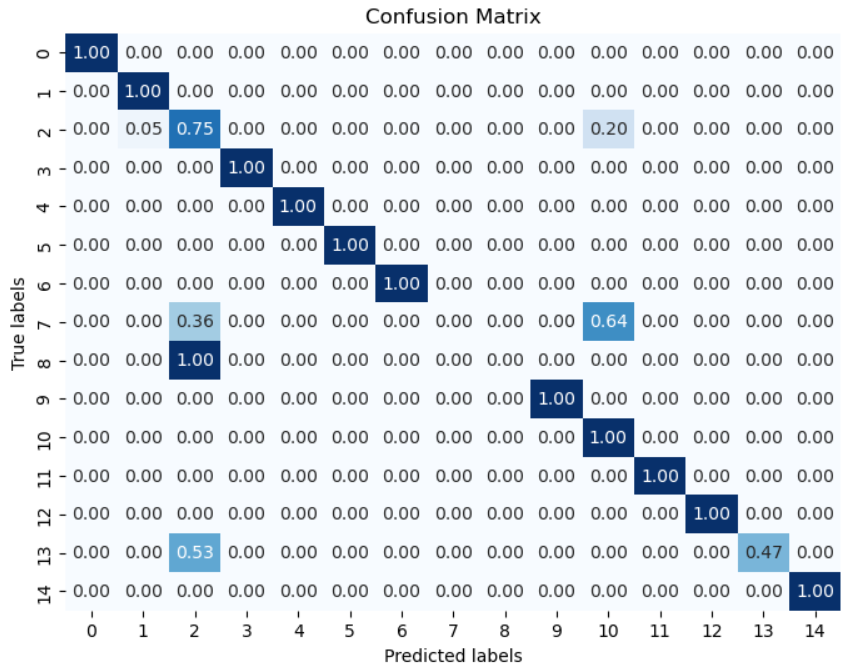 Confusion Matrix
0 1.00 0.00 0.00 0.00 0.00 0.00 0.00 0.00 0.00 0.00 0.00 0.00 0.00 0.00 0.00
1 0.00 1.00 0.00 0.00 0.00 0.00 0.00 0.00 0.00 0.00 0.00 0.00 0.00 0.00 0.00
2 0.00 0.05 0.75 0.00 0.00 0.00 0.00 0.00 0.00 0.00 0.20 0.00 0.00 0.00 0.00
3 0.00 0.00 0.00 1.00 0.00 0.00 0.00 0.00 0.00 0.00 0.00 0.00 0.00 0.00 0.00
4 0.00 0.00 0.00 0.00 1.00 0.00 0.00 0.00 0.00 0.00 0.00 0.00 0.00 0.00 0.00
5 0.00 0.00 0.00 0.00 0.00 1.00 0.00 0.00 0.00 0.00 0.00 0.00 0.00 0.00 0.00
6 0.00 0.00 0.00 0.00 0.00 0.00 1.00 0.00 0.00 0.00 0.00 0.00 0.00 0.00 0.00
7 0.00 0.00 0.36 0.00 0.00 0.00 0.00 0.00 0.00 0.00 0.64 0.00 0.00 0.00 0.00
8 0.00 0.00 1.00 0.00 0.00 0.00 0.00 0.00 0.00 0.00 0.00 0.00 0.00 0.00 0.00
9 0.00 0.00 0.00 0.00 0.00 0.00 0.00 0.00 0.00 1.00 0.00 0.00 0.00 0.00 0.00
10 0.00 0.00 0.00 0.00 0.00 0.00 0.00 0.00 0.00 0.00 1.00 0.00 0.00 0.00 0.00
11 0.00 0.00 0.00 0.00 0.00 0.00 0.00 0.00 0.00 0.00 0.00 1.00 0.00 0.00 0.00
12 0.00 0.00 0.00 0.00 0.00 0.00 0.00 0.00 0.00 0.00 0.00 0.00 1.00 0.00 0.00
13 0.00 0.00 0.53 0.00 0.00 0.00 0.00 0.00 0.00 0.00 0.00 0.00 0.00 0.47 0.00
14 0.00 0.00 0.00 0.00 0.00 0.00 0.00 0.00 0.00 0.00 0.00 0.00 0.00 0.00 1.00
True labels
0 1 2 3 4 5 6 7 8 9 10 11 12 13 14
Predicted labels